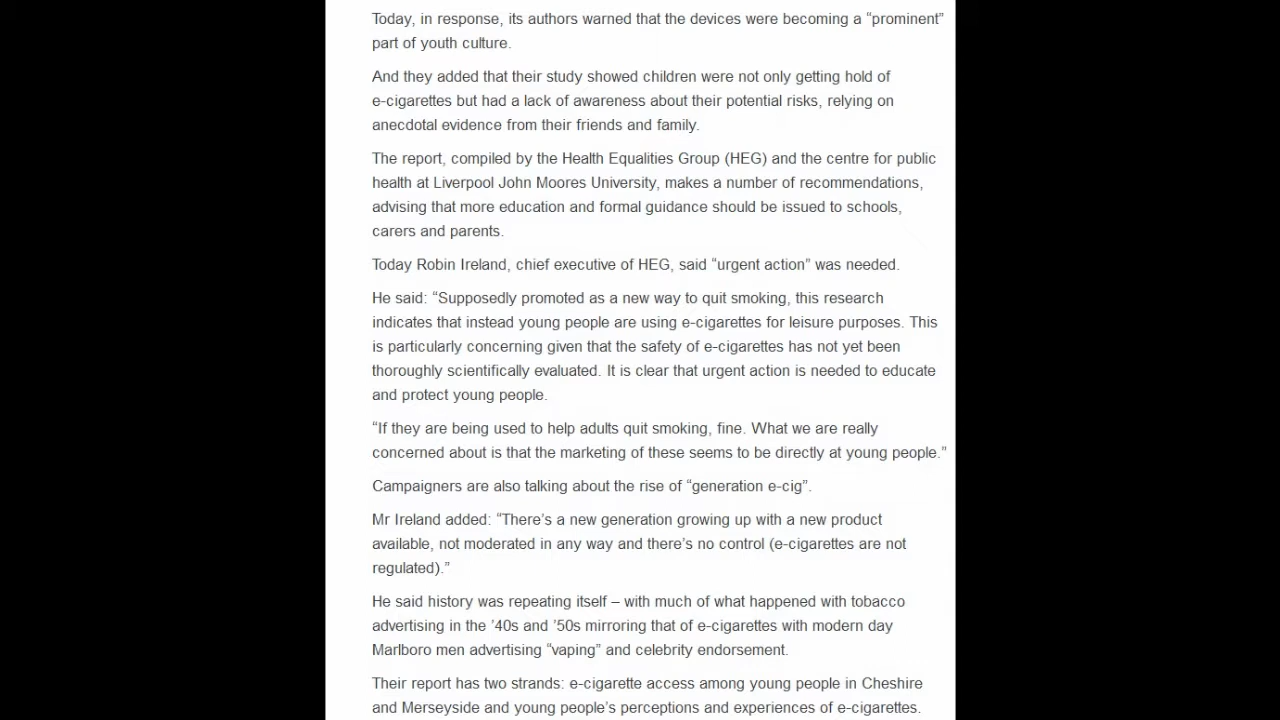 Today, in response, its authors warned that the devices were becoming a “prominent”
part of youth culture.
And they added that their study showed children were not only getting hold of
e-cigarettes but had a lack of awareness about their potential risks, relying on
anecdotal evidence from their friends and family.
The report, compiled by the Health Equalities Group (HEG) and the centre for public
health at Liverpool John Moores University, makes a number of recommendations,
advising that more education and formal guidance should be issued to schools,
carers and parents.
Today Robin Ireland, chief executive of HEG, said “urgent action” was needed.
He said: “Supposedly promoted as a new way to quit smoking, this research
indicates that instead young people are using e-cigarettes for leisure purposes. This
is particularly concerning given that the safety of e-cigarettes has not yet been
thoroughly scientifically evaluated. It is clear that urgent action is needed to educate
and protect young people.
“If they are being used to help adults quit smoking, fine. What we are really
concerned about is that the marketing of these seems to be directly at young people.”
Campaigners are also talking about the rise of “generation e-cig”.
Mr Ireland added: “There’s a new generation growing up with a new product
available, not moderated in any way and there’s no control (e-cigarettes are not
regulated).”
He said history was repeating itself – with much of what happened with tobacco
advertising in the ’40s and ’50s mirroring that of e-cigarettes with modern day
Marlboro men advertising “vaping” and celebrity endorsement.
Their report has two strands: e-cigarette access among young people in Cheshire
and Merseyside and young people’s perceptions and experiences of e-cigarettes.